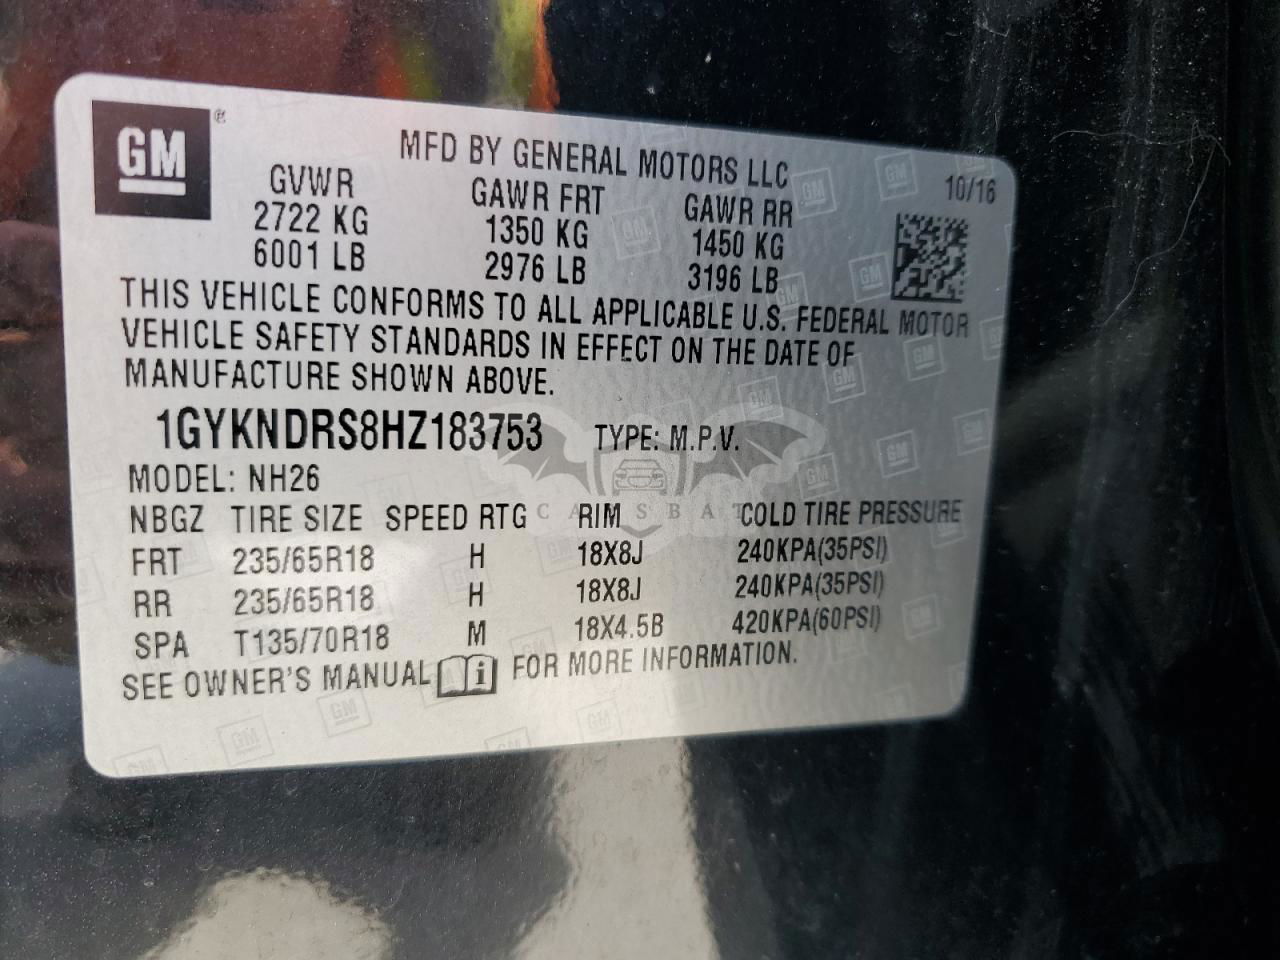 GM ®
MFD BY GENERAL MOTORS LLC
10/16
GVWR GAWR FRT GAWR RR
2722 KG 1350 KG 1450 KG
6001 LB 2976 LB 3196 LB
THIS VEHICLE CONFORMS TO ALL APPLICABLE U.S. FEDERAL MOTOR
VEHICLE SAFETY STANDARDS IN EFFECT ON THE DATE OF
MANUFACTURE SHOWN ABOVE.
1GYKNDRS8HZ183753 TYPE: M.P.V.
MODEL: NH26
NBGZ TIRE SIZE SPEED RTG RIM COLD TIRE PRESSURE
FRT 235/65R18 H 18X8J 240KPA(35PSI)
RR 235/65R18 H 18X8J 240KPA(35PSI)
SPA T135/70R18 M 18X4.5B 420KPA(60PSI)
SEE OWNER'S MANUAL i FOR MORE INFORMATION.